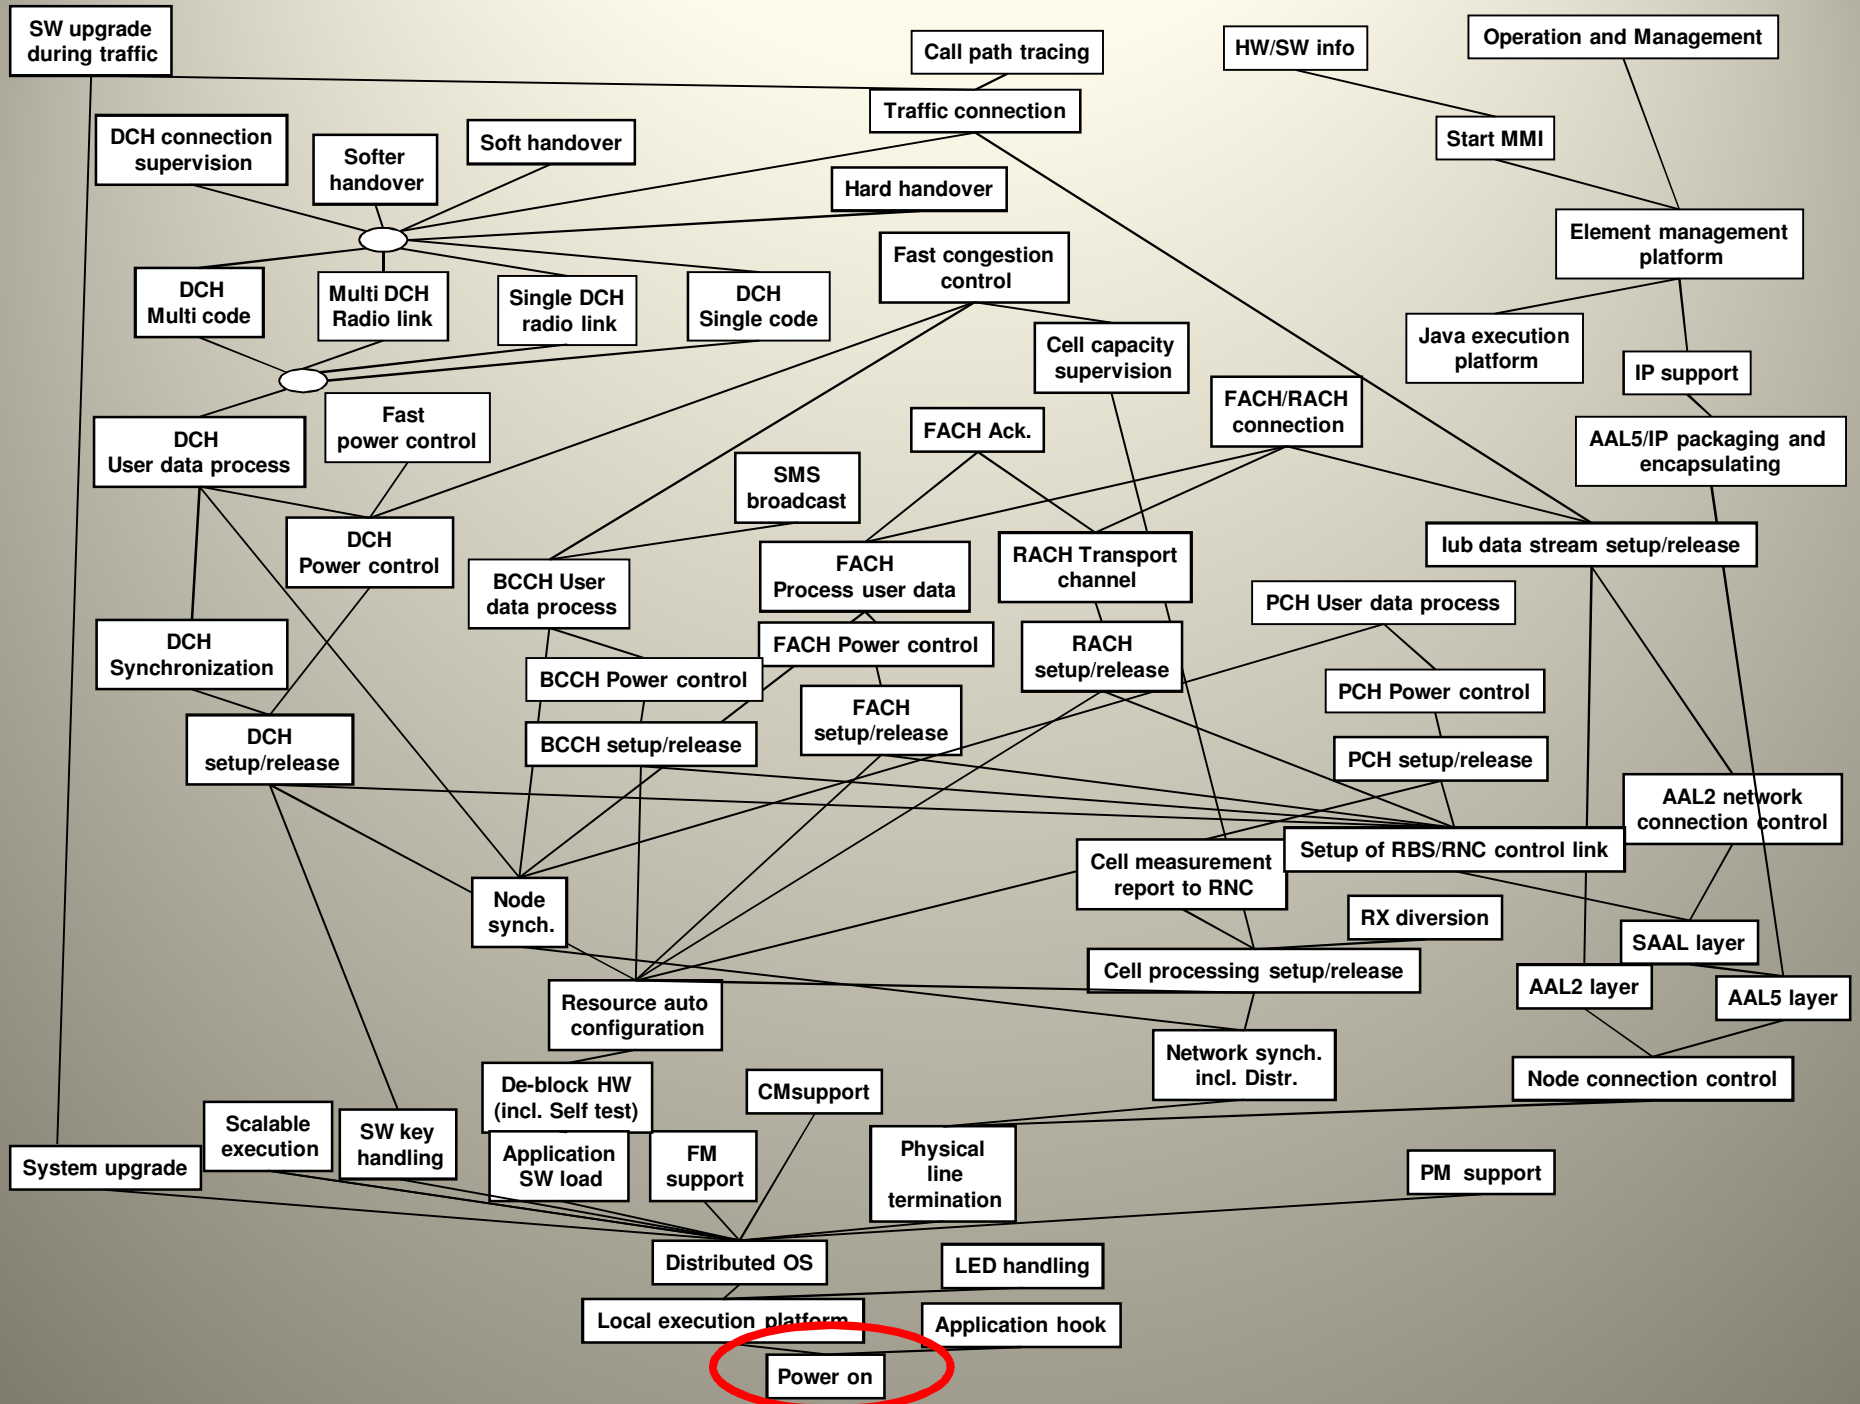 SW upgrade
during traffic
Call path tracing
HW/SW info
Operation and Management
Traffic connection
DCH connection
supervision
Softer
handover
Soft handover
Start MMI
Hard handover
Element management
platform
Fast congestion
control
DCH
Multi code
Multi DCH
Radio link
Single DCH
radio link
DCH
Single code
Cell capacity
supervision
Java execution
platform
IP support
DCH
User data process
Fast
power control
FACH Ack.
FACH/RACH
connection
AAL5/IP packaging and
encapsulating
SMS
broadcast
DCH
Power control
BCCH User
data process
FACH
Process user data
RACH Transport
channel
Iub data stream setup/release
PCH User data process
DCH
Synchronization
FACH Power control
RACH
setup/release
BCCH Power control
PCH Power control
DCH
setup/release
BCCH setup/release
FACH
setup/release
PCH setup/release
AAL2 network
connection control
Setup of RBS/RNC control link
Cell measurement
report to RNC
Node
synch.
RX diversion
SAAL layer
Cell processing setup/release
AAL2 layer
AAL5 layer
Resource auto
configuration
Network synch.
incl. Distr.
Node connection control
De-block HW
(incl. Self test)
CMsupport
Scalable
execution
SW key
handling
System upgrade
Application
SW load
FM
support
Physical
line
termination
PM support
Distributed OS
LED handling
Local execution platform
Application hook
Power on